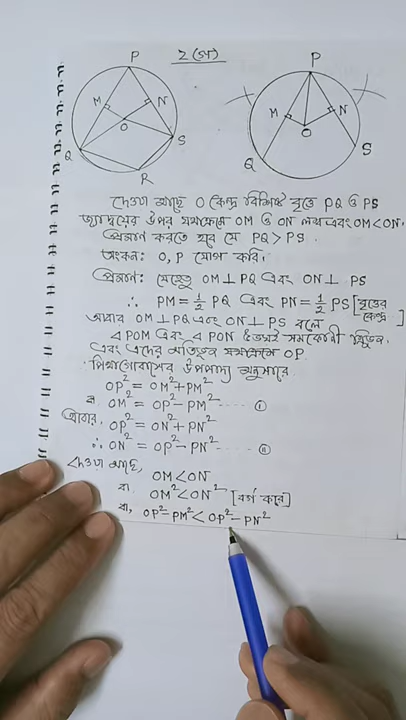 ২(গ)
P
M
N
O
Q
S
R
P
M
N
O
Q
S
দেওয়া আছে O কেন্দ্র বিশিষ্ট বৃত্তে PQ ও PS
জ্যাদ্বয়ের উপর যথাক্রমে OM ও ON লম্ব এবং OM<ON.
প্রমাণ করতে হবে যে PQ > PS.
অংকন: O, P যোগ করি।
প্রমাণ: যেহেতু OM⊥PQ এবং ON⊥ PS
∴ PM = 1/2 PQ এবং PN = 1/2 PS [বৃত্তের কেন্দ্র ]
আবার OM⊥PQ এবং ON⊥PS বলে
△POM এবং △PON উভয়ই সমকোণী ত্রিভুজ.
এবং এদের অতিভুজ যথাক্রমে OP.
পিথাগোরাসের উপপাদ্য অনুসারে.
OP² = OM²+PM²
বা OM² = OP²-PM² ...... ①
আবার, OP² = ON²+PN²
∴ ON² = OP²-PN² ...... ②
দেওয়া আছে,
OM<ON
বা. OM²<ON² [বর্গ করে]
বা, OP²-PM²<OP²-PN²